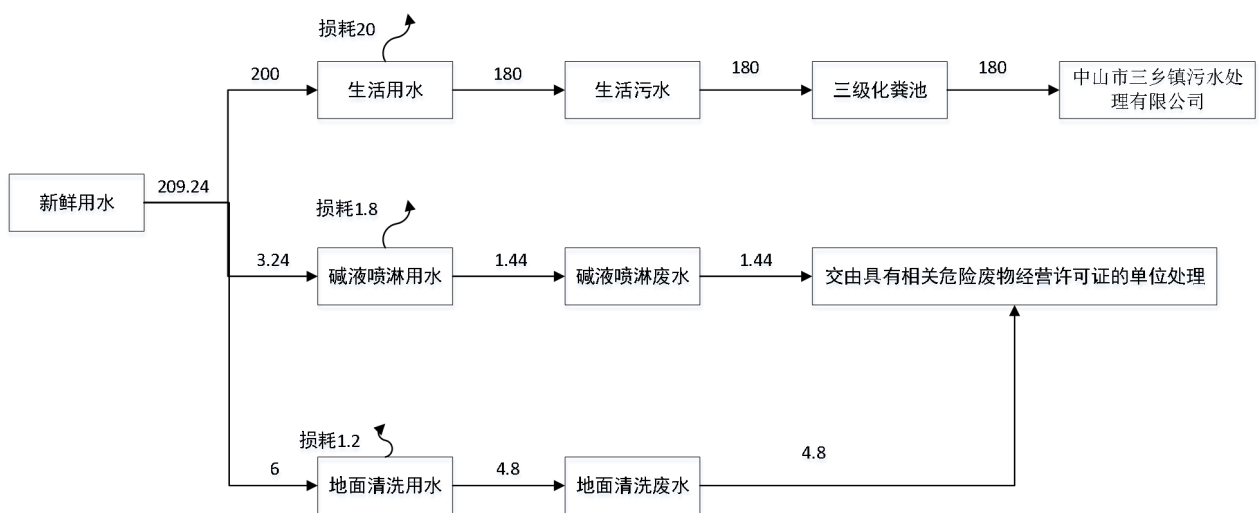 损耗20
200
生活用水
180
生活污水
180
三级化粪池
180
中山市三乡镇污水处
理有限公司
新鲜用水
209.24
损耗1.8
3.24
碱液喷淋用水
1.44
碱液喷淋废水
1.44
交由具有相关危险废物经营许可证的单位处理
损耗1.2
6
地面清洗用水
4.8
地面清洗废水
4.8